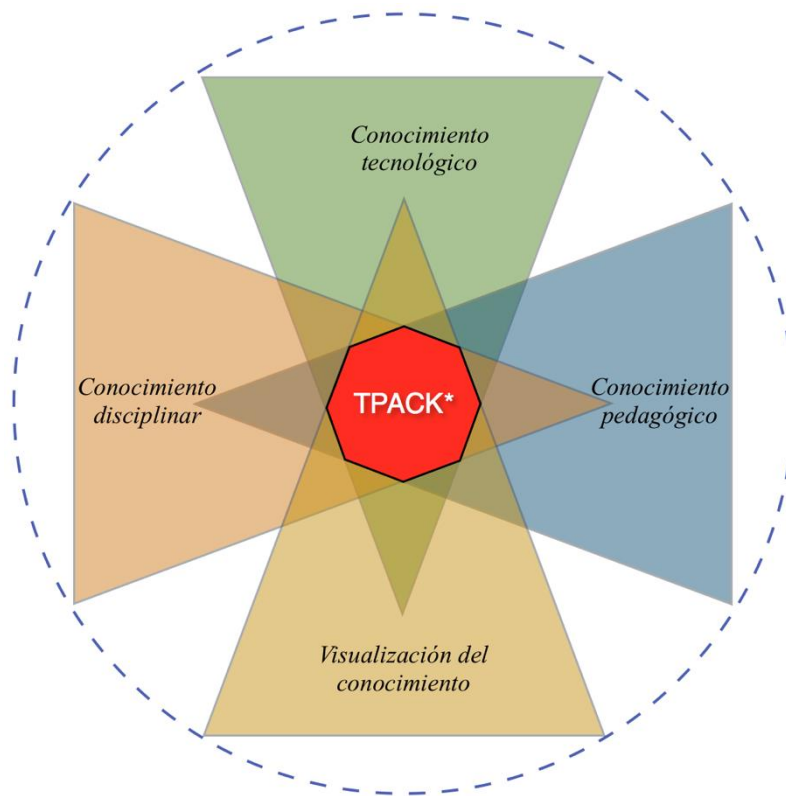 Conocimiento
tecnológico
Conocimiento
disciplinar
TPACK*
Conocimiento
pedagógico
Visualización del
conocimiento